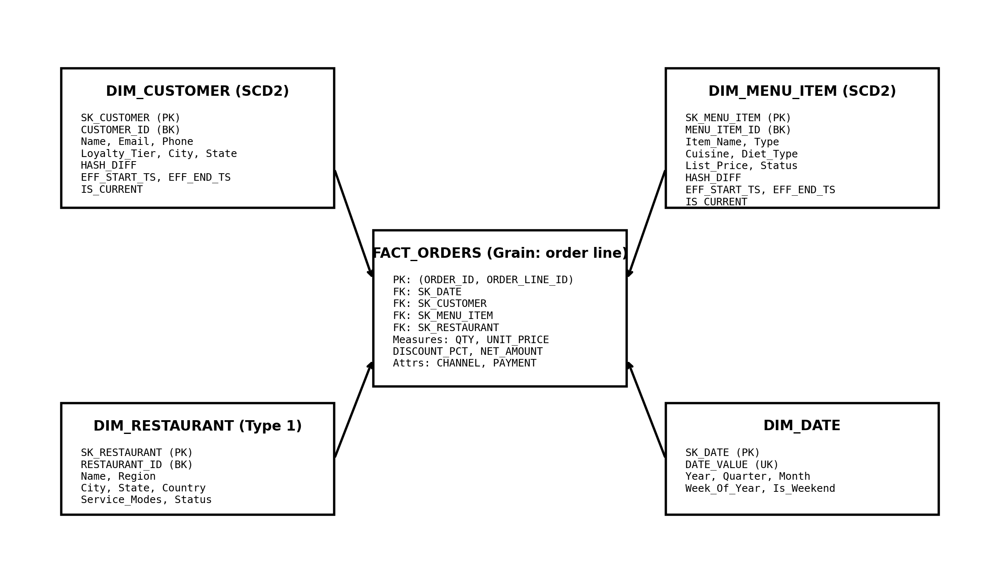 DIM_CUSTOMER (SCD2)
SK_CUSTOMER (PK)
CUSTOMER_ID (BK)
Name, Email, Phone
Loyalty_Tier, City, State
HASH_DIFF
EFF_START_TS, EFF_END_TS
IS_CURRENT
DIM_MENU_ITEM (SCD2)
SK_MENU_ITEM (PK)
MENU_ITEM_ID (BK)
Item_Name, Type
Cuisine, Diet_Type
List_Price, Status
HASH_DIFF
EFF_START_TS, EFF_END_TS
IS_CURRENT
FACT_ORDERS (Grain: order line)
PK: (ORDER_ID, ORDER_LINE_ID)
FK: SK_DATE
FK: SK_CUSTOMER
FK: SK_MENU_ITEM
FK: SK_RESTAURANT
Measures: QTY, UNIT_PRICE
DISCOUNT_PCT, NET_AMOUNT
Attrs: CHANNEL, PAYMENT
DIM_RESTAURANT (Type 1)
SK_RESTAURANT (PK)
RESTAURANT_ID (BK)
Name, Region
City, State, Country
Service_Modes, Status
DIM_DATE
SK_DATE (PK)
DATE_VALUE (UK)
Year, Quarter, Month
Week_Of_Year, Is_Weekend